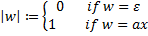 |w| ≔ { 0 if w = ε
1 if w = ax